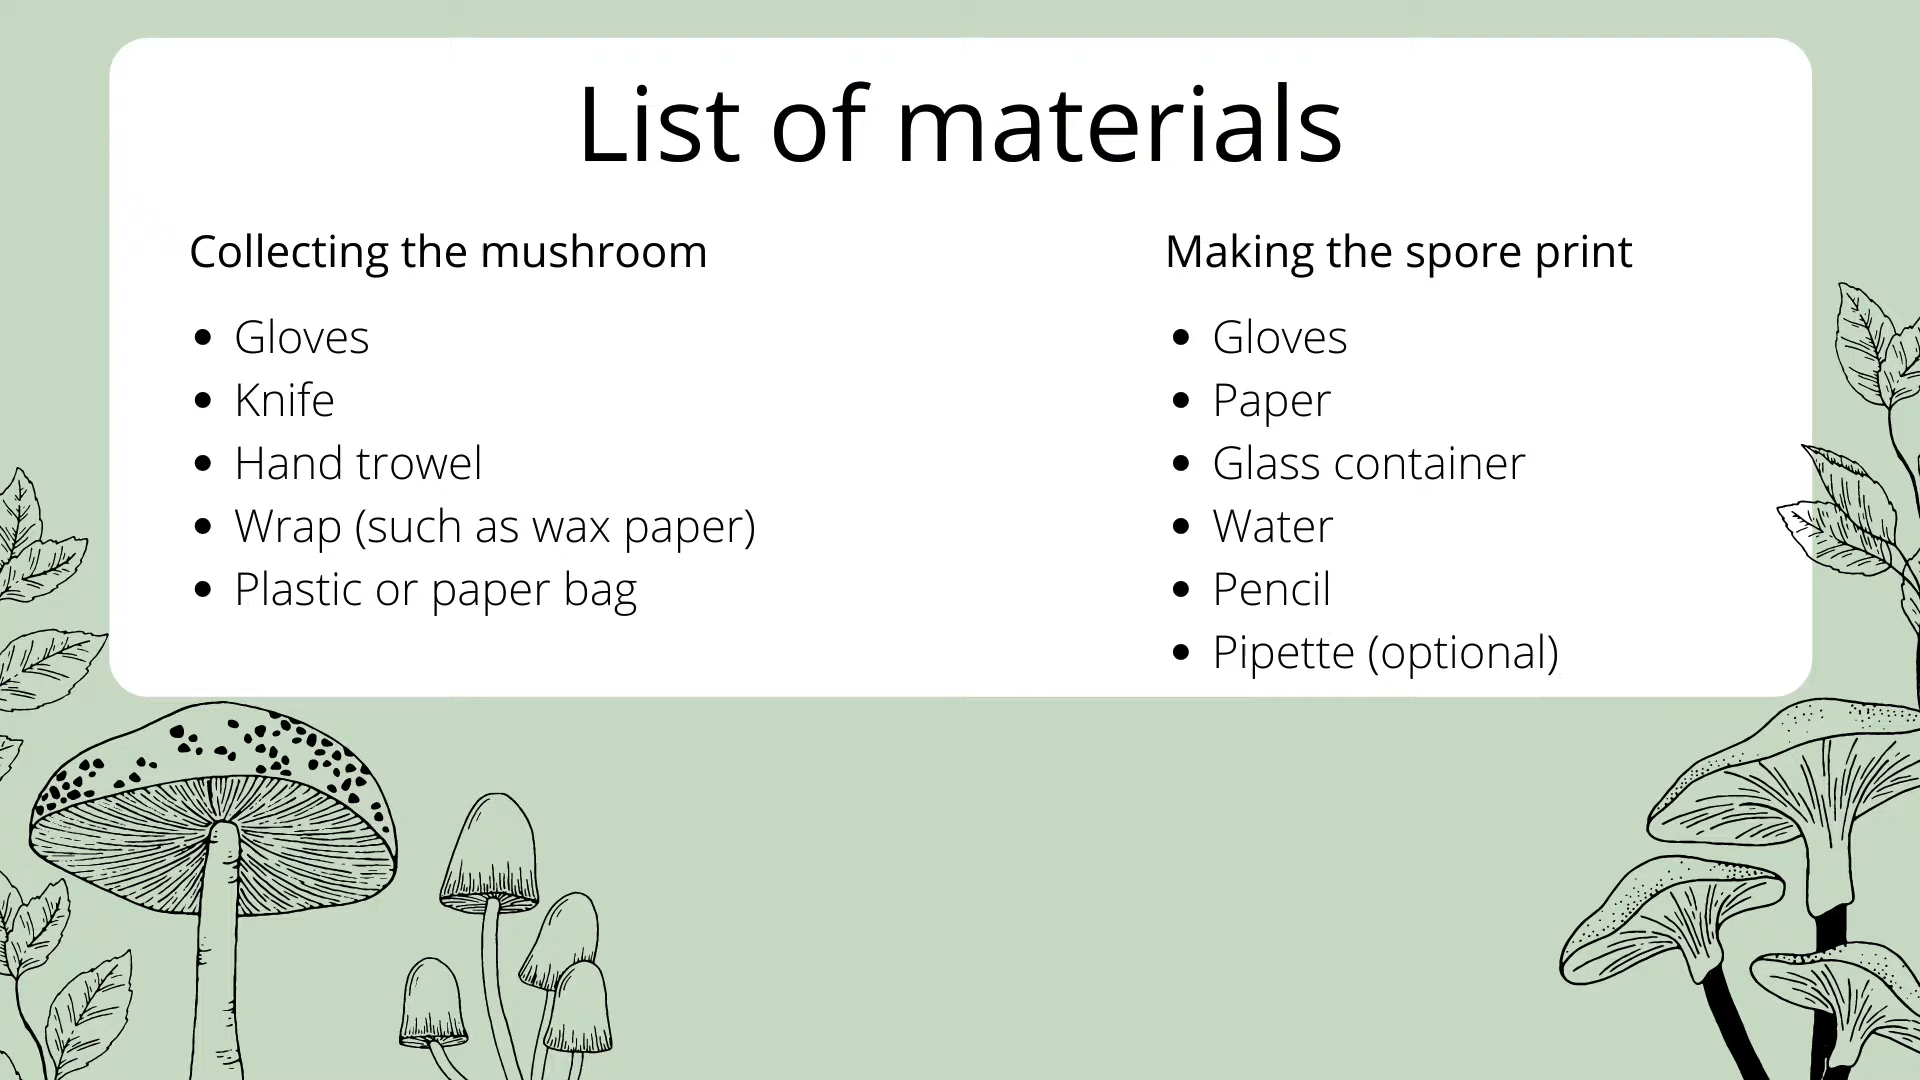 List of materials
Collecting the mushroom
• Gloves
• Knife
• Hand trowel
• Wrap (such as wax paper)
• Plastic or paper bag
Making the spore print
• Gloves
• Paper
• Glass container
• Water
• Pencil
• Pipette (optional)